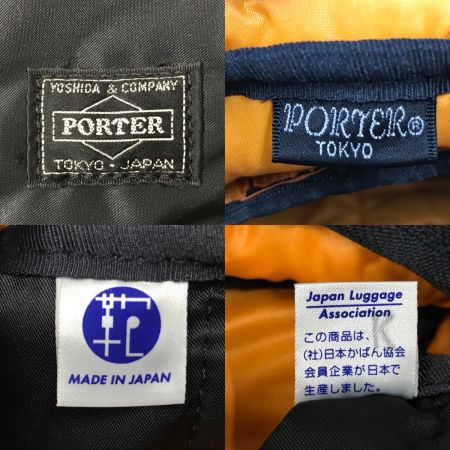 YOSHIDA & COMPANY
PORTER
TOKYO・JAPAN
PORTER®
TOKYO
MADE IN JAPAN
Japan Luggage
Association
この商品は、
(社)日本かばん協会
会員企業が日本で
生産しました。